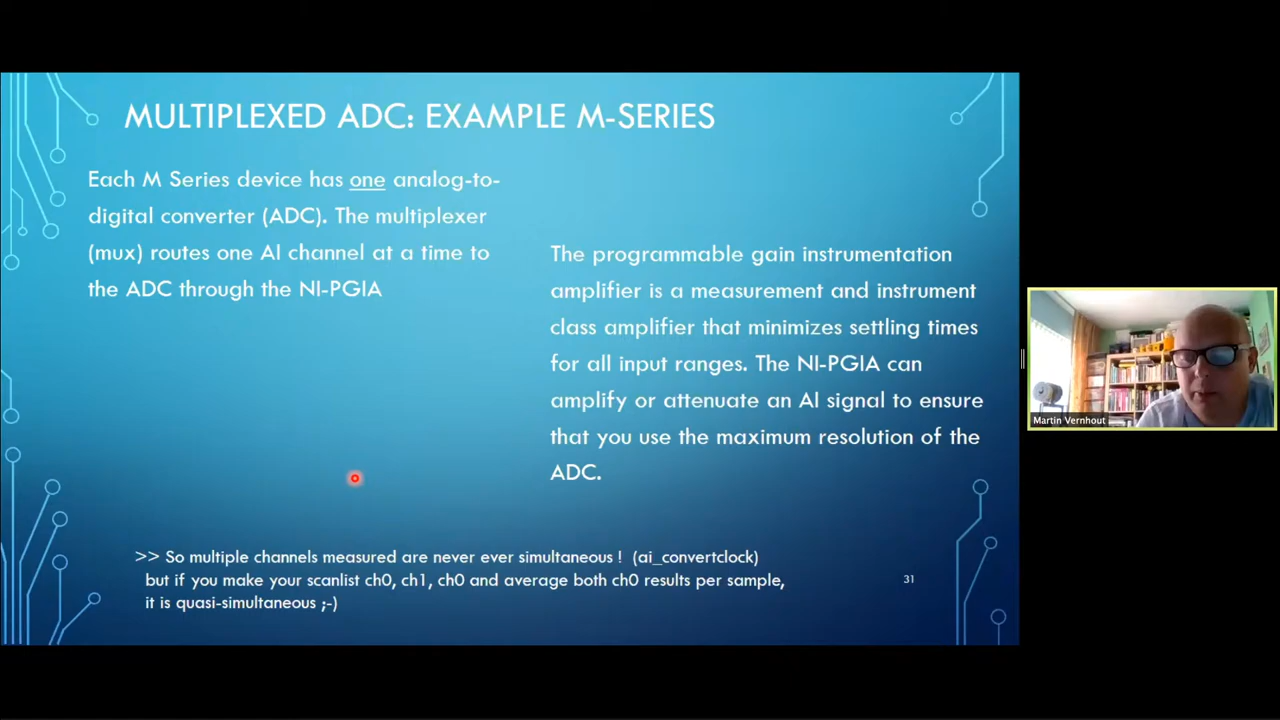 MULTIPLEXED ADC: EXAMPLE M-SERIES
Each M Series device has one analog-to-
digital converter (ADC). The multiplexer
(mux) routes one AI channel at a time to
the ADC through the NI-PGIA
The programmable gain instrumentation
amplifier is a measurement and instrument
class amplifier that minimizes settling times
for all input ranges. The NI-PGIA can
amplify or attenuate an AI signal to ensure
that you use the maximum resolution of the
ADC.
>> So multiple channels measured are never ever simultaneous ! (ai_convertclock)
but if you make your scanlist ch0, ch1, ch0 and average both ch0 results per sample,
it is quasi-simultaneous ;-)
31
Martin Vernhout